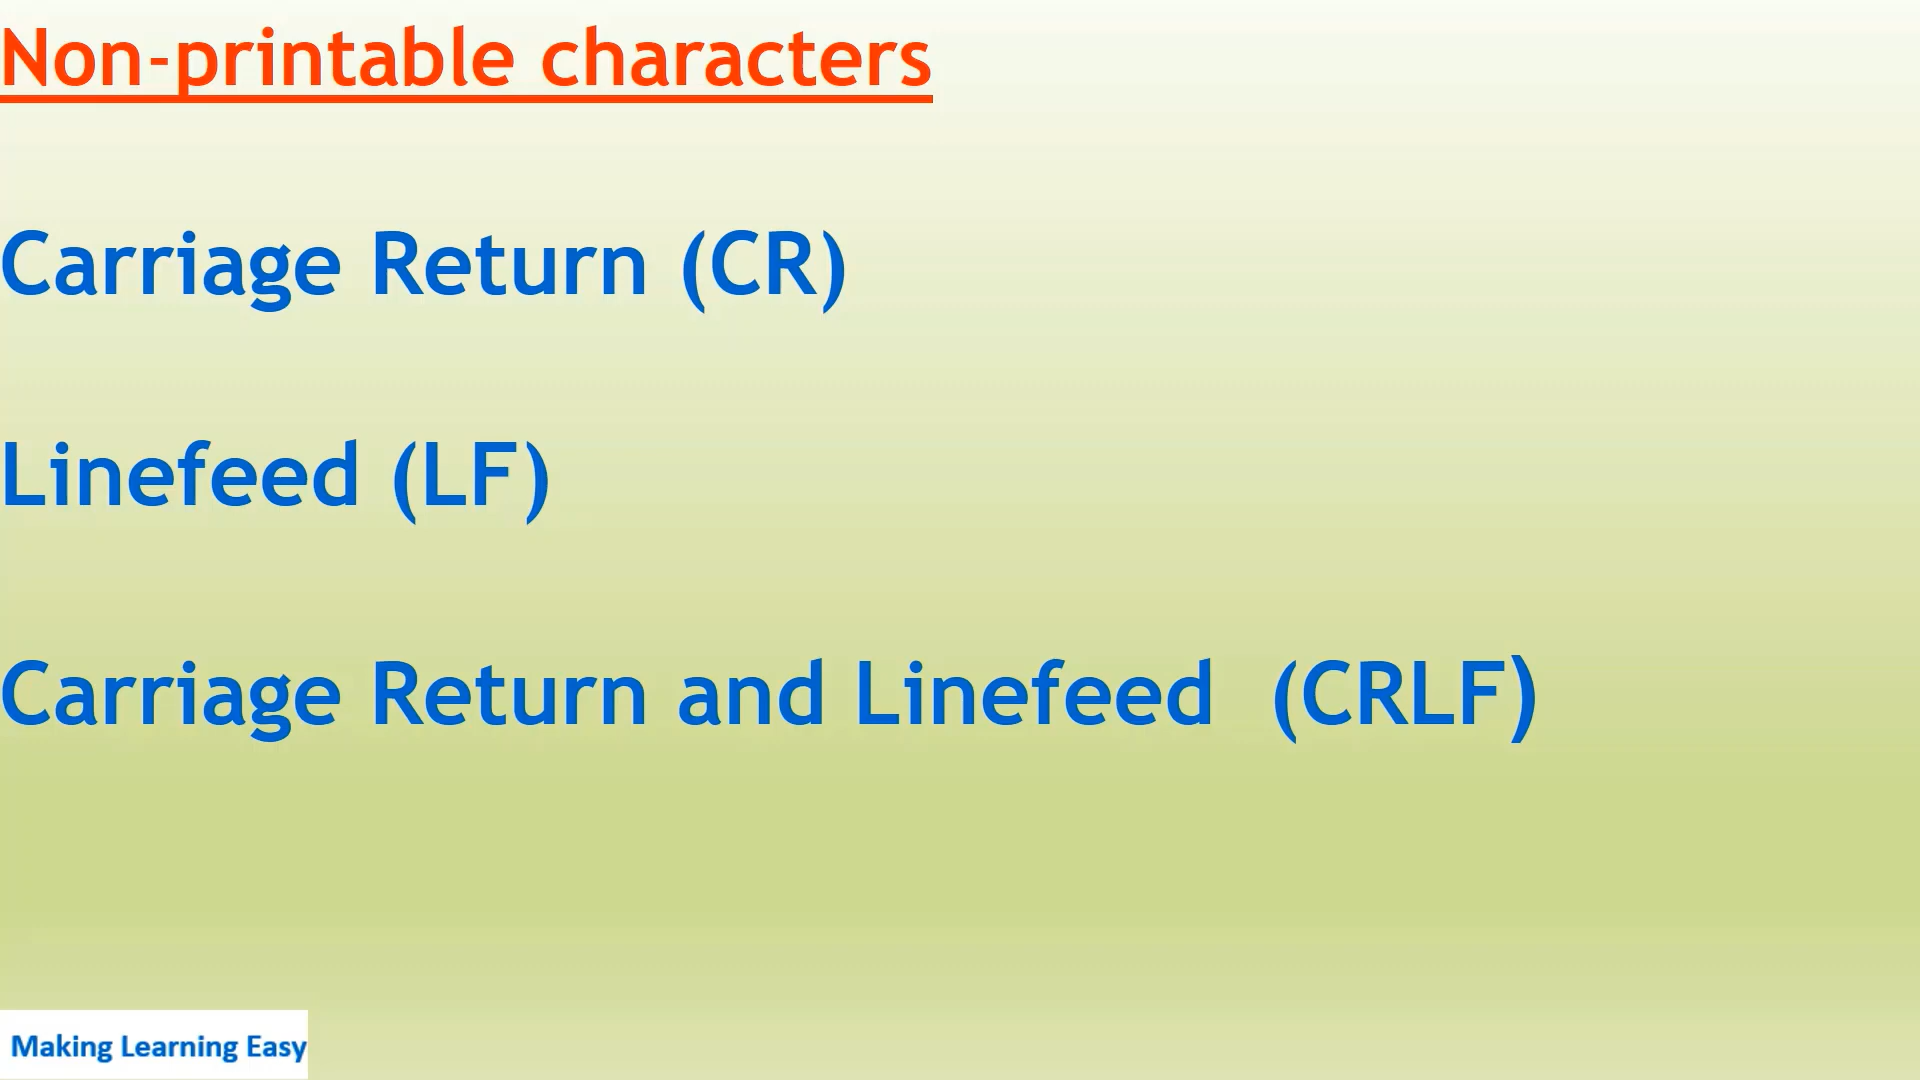 Non-printable characters
Carriage Return (CR)
Linefeed (LF)
Carriage Return and Linefeed  (CRLF)
Making Learning Easy